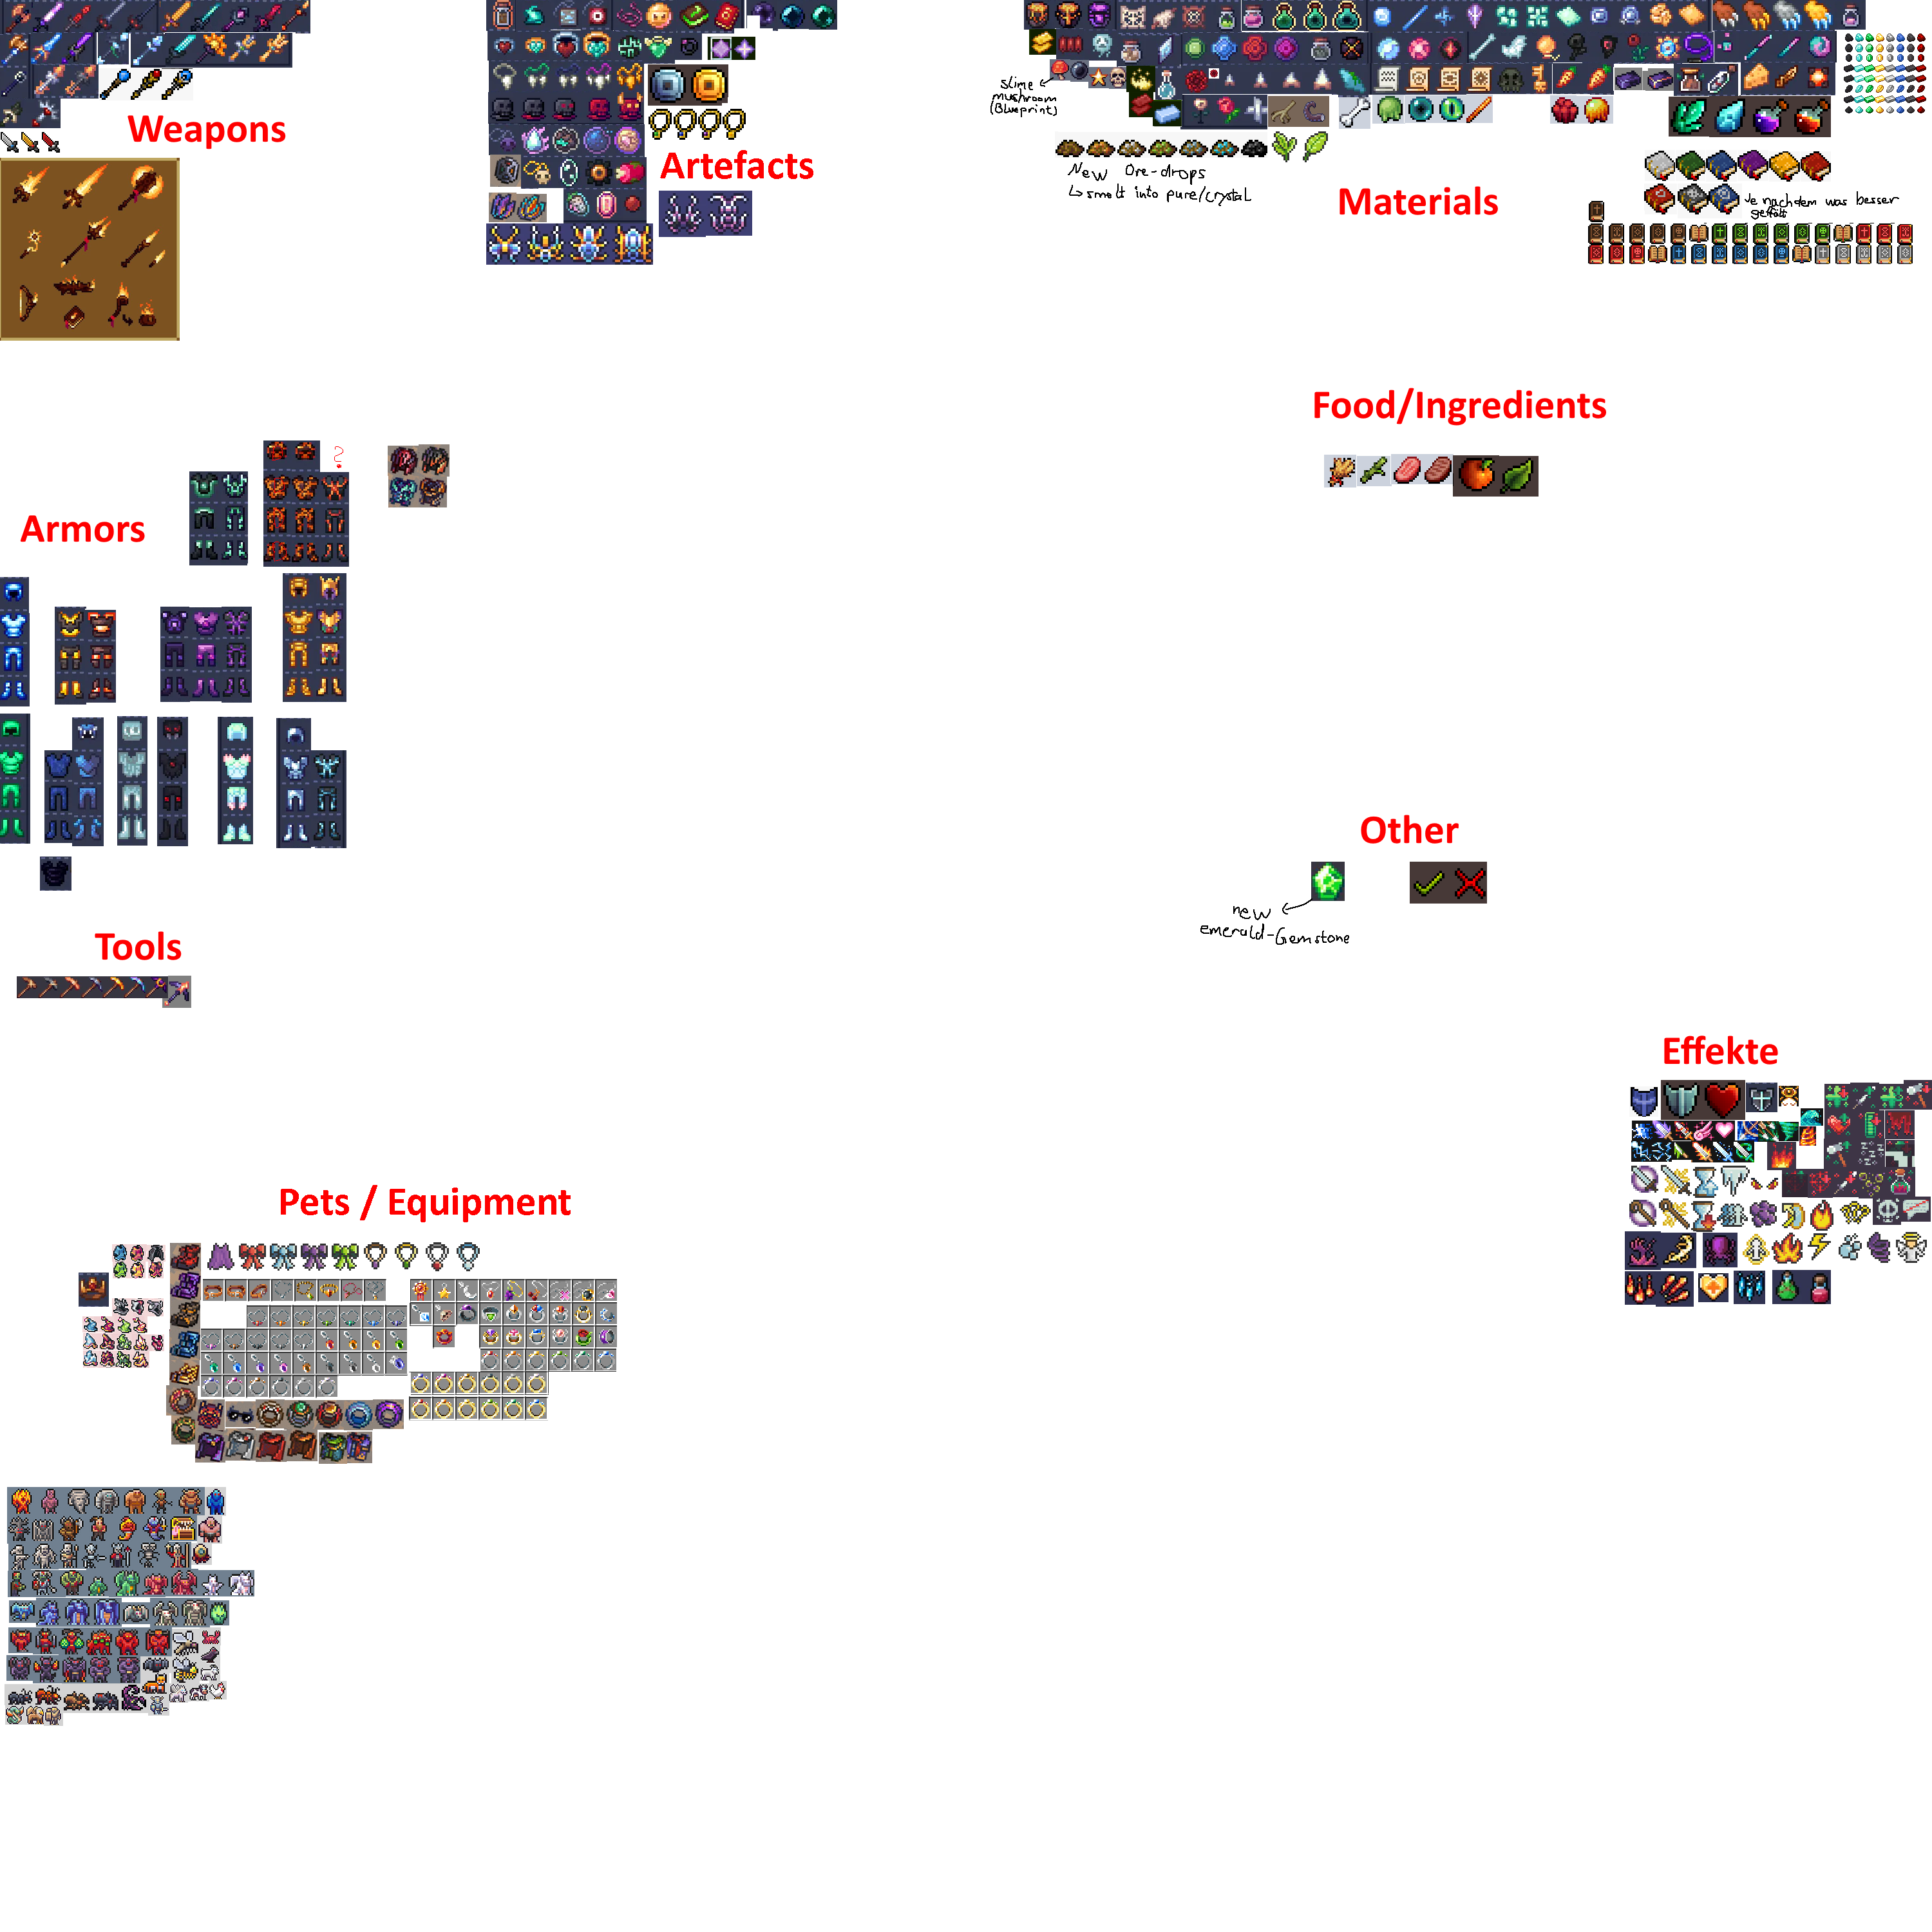 Weapons
Artefacts
slime
mushroom
(Blueprint)
New Ore-drops
↳ smelt into pure/crystal
Materials
Je nachdem was besser
gefällt
Food/Ingredients
?
Armors
Other
new
emerald-Gemstone
Tools
Effekte
Pets / Equipment